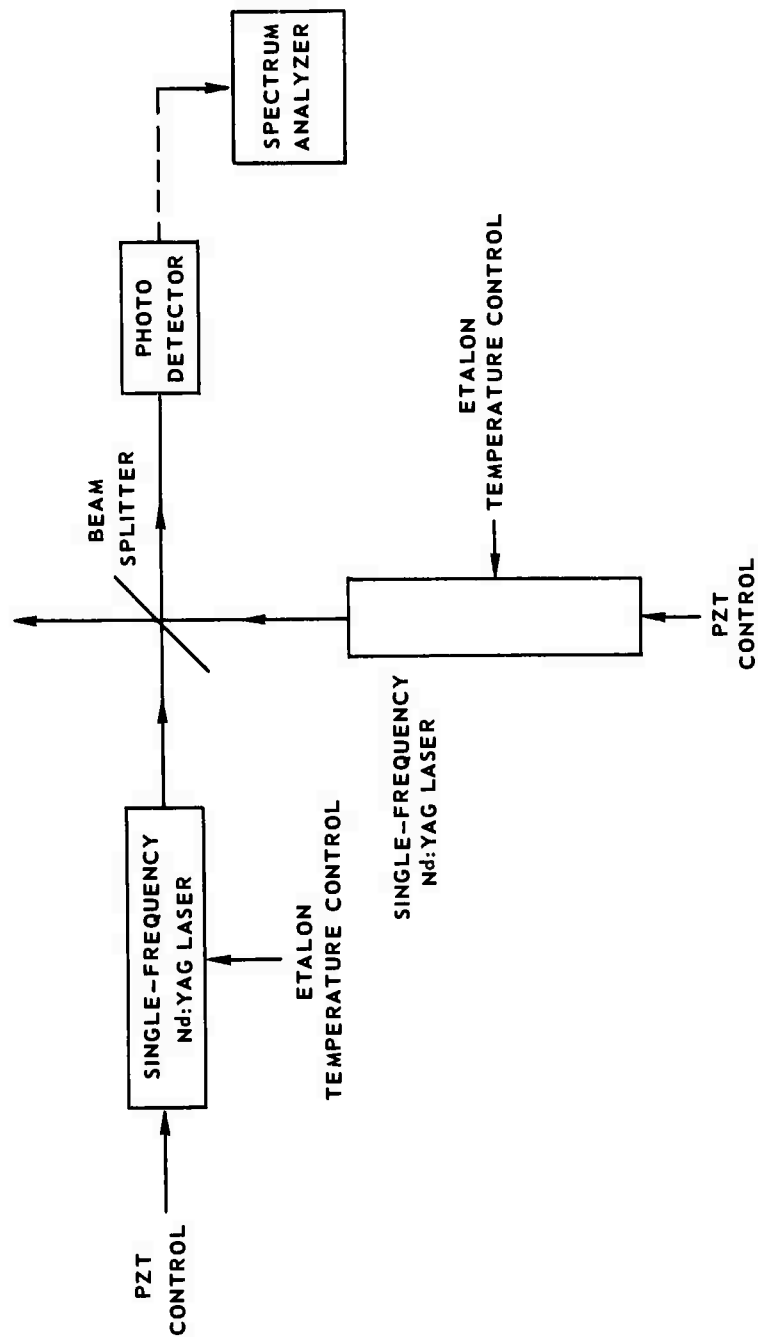 PZT
CONTROL
SINGLE–FREQUENCY
Nd:YAG LASER
ETALON
TEMPERATURE CONTROL
BEAM
SPLITTER
PHOTO
DETECTOR
SPECTRUM
ANALYZER
SINGLE–FREQUENCY
Nd:YAG LASER
ETALON
TEMPERATURE CONTROL
PZT
CONTROL